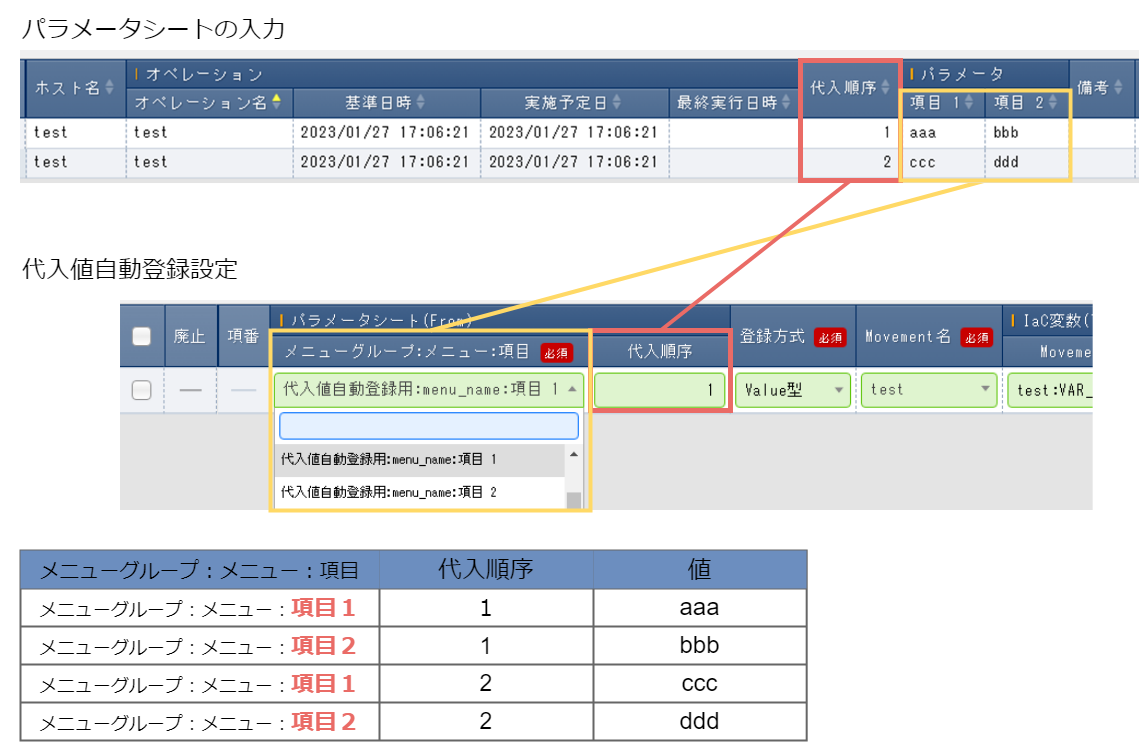 パラメータシートの入力
ホスト名 オペレーション 代入順序 パラメータ 備考
オペレーション名 基準日時 実施予定日 最終実行日時 項目 1 項目 2
test test 2023/01/27 17:06:21 2023/01/27 17:06:21 1 aaa bbb
test test 2023/01/27 17:06:21 2023/01/27 17:06:21 2 ccc ddd
代入値自動登録設定
廃止 項番 パラメータシート(From) 登録方式 必須 Movement名 必須 IaC変数(
メニューグループ:メニュー:項目 必須 代入順序 Moveme
代入値自動登録用:menu_name:項目 1 1 Value型 test test:VAR_
代入値自動登録用:menu_name:項目 1
代入値自動登録用:menu_name:項目 2
メニューグループ:メニュー:項目 代入順序 値
メニューグループ:メニュー:項目1 1 aaa
メニューグループ:メニュー:項目2 1 bbb
メニューグループ:メニュー:項目1 2 ccc
メニューグループ:メニュー:項目2 2 ddd